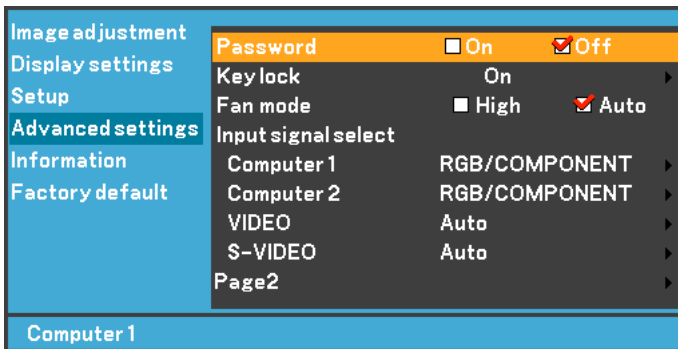 Image adjustment
Display settings
Setup
Advanced settings
Information
Factory default
Password On Off
Key lock On
Fan mode High Auto
Input signal select
Computer 1 RGB/COMPONENT
Computer 2 RGB/COMPONENT
VIDEO Auto
S-VIDEO Auto
Page2
Computer 1